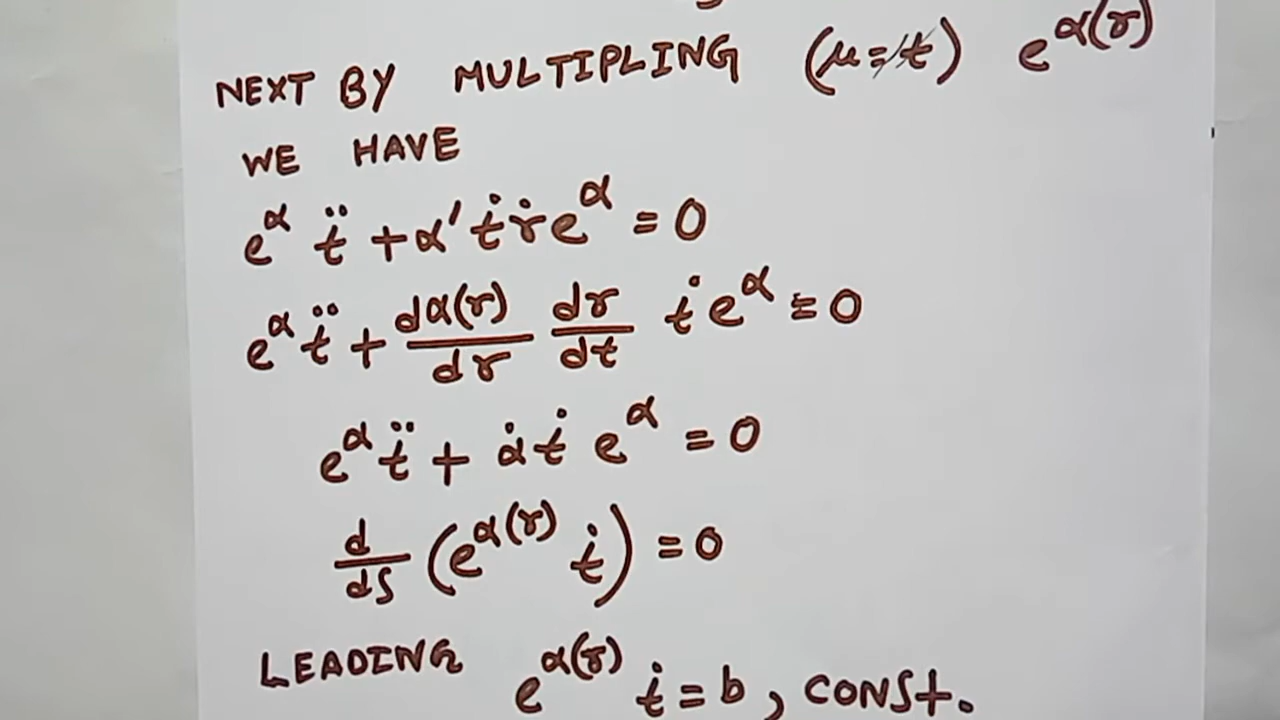 NEXT BY MULTIPLING (μ=t) e^α(r)
WE HAVE
e^α ẗ + α' ṫ ṙ e^α = 0
e^α ẗ + dα(r)/dr dr/dt ṫ e^α = 0
e^α ẗ + α̇ ṫ e^α = 0
d/ds (e^α(r) ṫ) = 0
LEADING e^α(r) ṫ = b, CONST.